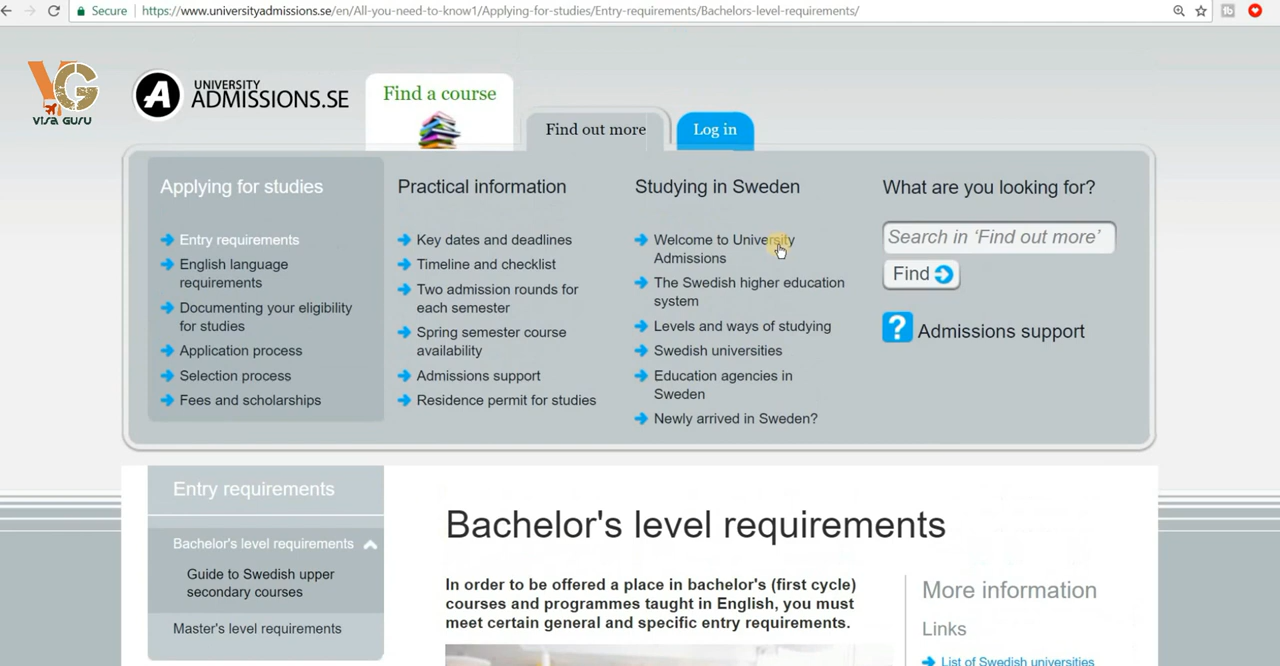 Secure
https://www.universityadmissions.se/en/All-you-need-to-know1/Applying-for-studies/Entry-requirements/Bachelors-level-requirements/
VG
VISA GURU
A
UNIVERSITY
ADMISSIONS.SE
Find a course
Find out more
Log in
Applying for studies
Entry requirements
English language
requirements
Documenting your eligibility
for studies
Application process
Selection process
Fees and scholarships
Practical information
Key dates and deadlines
Timeline and checklist
Two admission rounds for
each semester
Spring semester course
availability
Admissions support
Residence permit for studies
Studying in Sweden
Welcome to University
Admissions
The Swedish higher education
system
Levels and ways of studying
Swedish universities
Education agencies in
Sweden
Newly arrived in Sweden?
What are you looking for?
Search in ‘Find out more’
Find
? Admissions support
Entry requirements
Bachelor's level requirements
Guide to Swedish upper
secondary courses
Master's level requirements
Bachelor's level requirements
In order to be offered a place in bachelor's (first cycle)
courses and programmes taught in English, you must
meet certain general and specific entry requirements.
More information
Links
List of Swedish universities